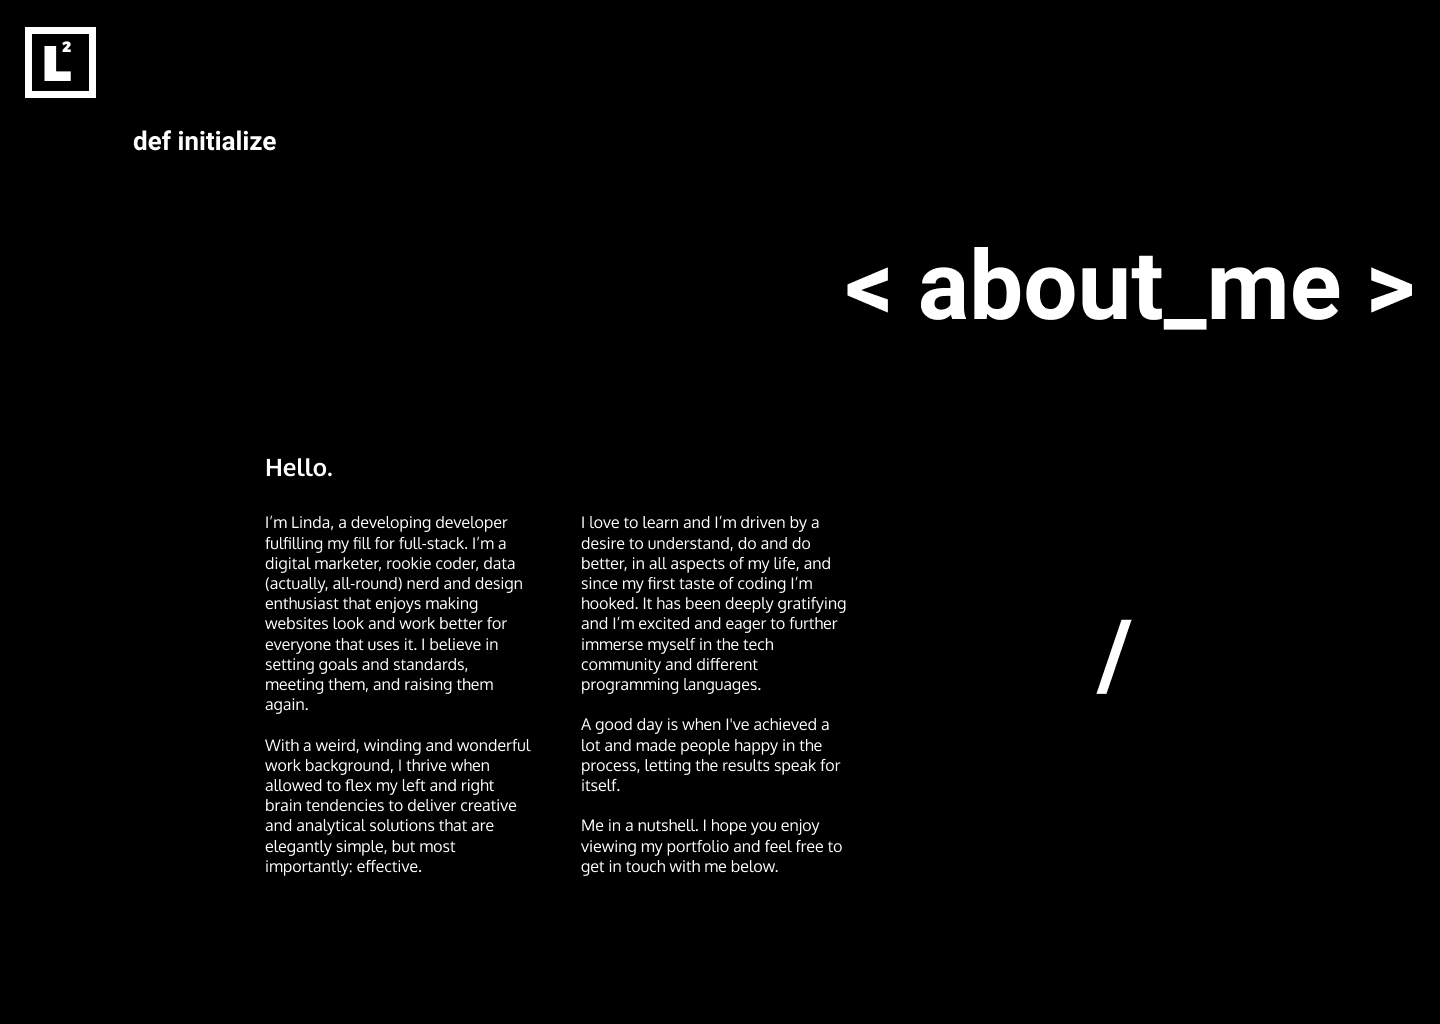 L²
def initialize
< about_me >
Hello.
I’m Linda, a developing developer
fulfilling my fill for full-stack. I’m a
digital marketer, rookie coder, data
(actually, all-round) nerd and design
enthusiast that enjoys making
websites look and work better for
everyone that uses it. I believe in
setting goals and standards,
meeting them, and raising them
again.
With a weird, winding and wonderful
work background, I thrive when
allowed to flex my left and right
brain tendencies to deliver creative
and analytical solutions that are
elegantly simple, but most
importantly: effective.
I love to learn and I’m driven by a
desire to understand, do and do
better, in all aspects of my life, and
since my first taste of coding I’m
hooked. It has been deeply gratifying
and I’m excited and eager to further
immerse myself in the tech
community and different
programming languages.
A good day is when I've achieved a
lot and made people happy in the
process, letting the results speak for
itself.
Me in a nutshell. I hope you enjoy
viewing my portfolio and feel free to
get in touch with me below.
/